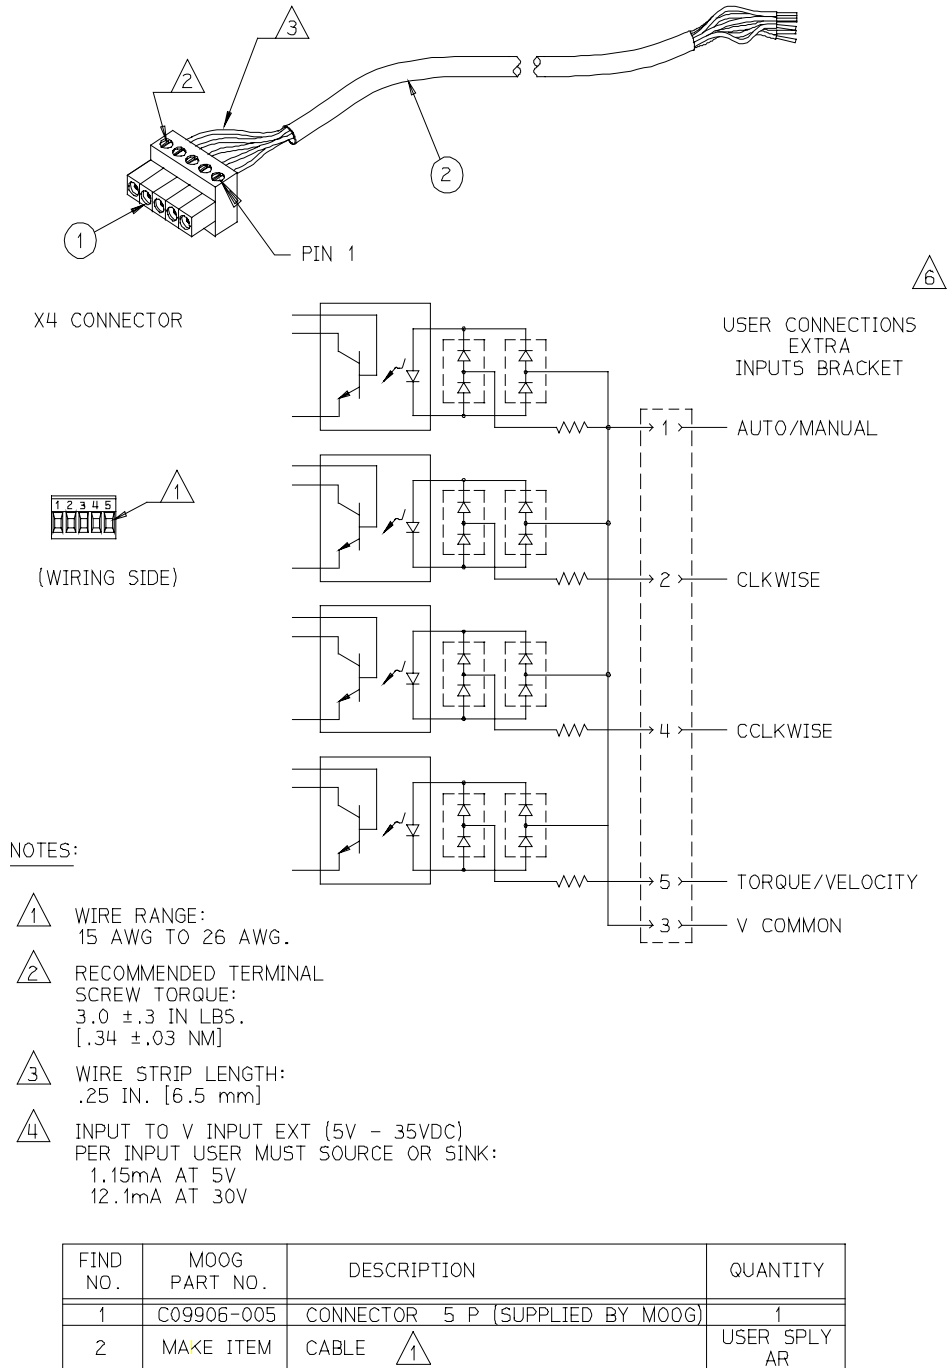 3
2
2
1
PIN 1
6
X4 CONNECTOR
USER CONNECTIONS
EXTRA
INPUTS BRACKET
1 AUTO/MANUAL
1
1 2 3 4 5
(WIRING SIDE)
2 CLKWISE
4 CCLKWISE
5 TORQUE/VELOCITY
3 V COMMON
NOTES:
1 WIRE RANGE:
15 AWG TO 26 AWG.
2 RECOMMENDED TERMINAL
SCREW TORQUE:
3.0 ±.3 IN LBS.
[.34 ±.03 NM]
3 WIRE STRIP LENGTH:
.25 IN. [6.5 mm]
4 INPUT TO V INPUT EXT (5V - 35VDC)
PER INPUT USER MUST SOURCE OR SINK:
1.15mA AT 5V
12.1mA AT 30V
FIND NO. MOOG PART NO. DESCRIPTION QUANTITY
1 C09906-005 CONNECTOR 5 P (SUPPLIED BY MOOG) 1
2 MAKE ITEM CABLE 1 USER SPLY AR